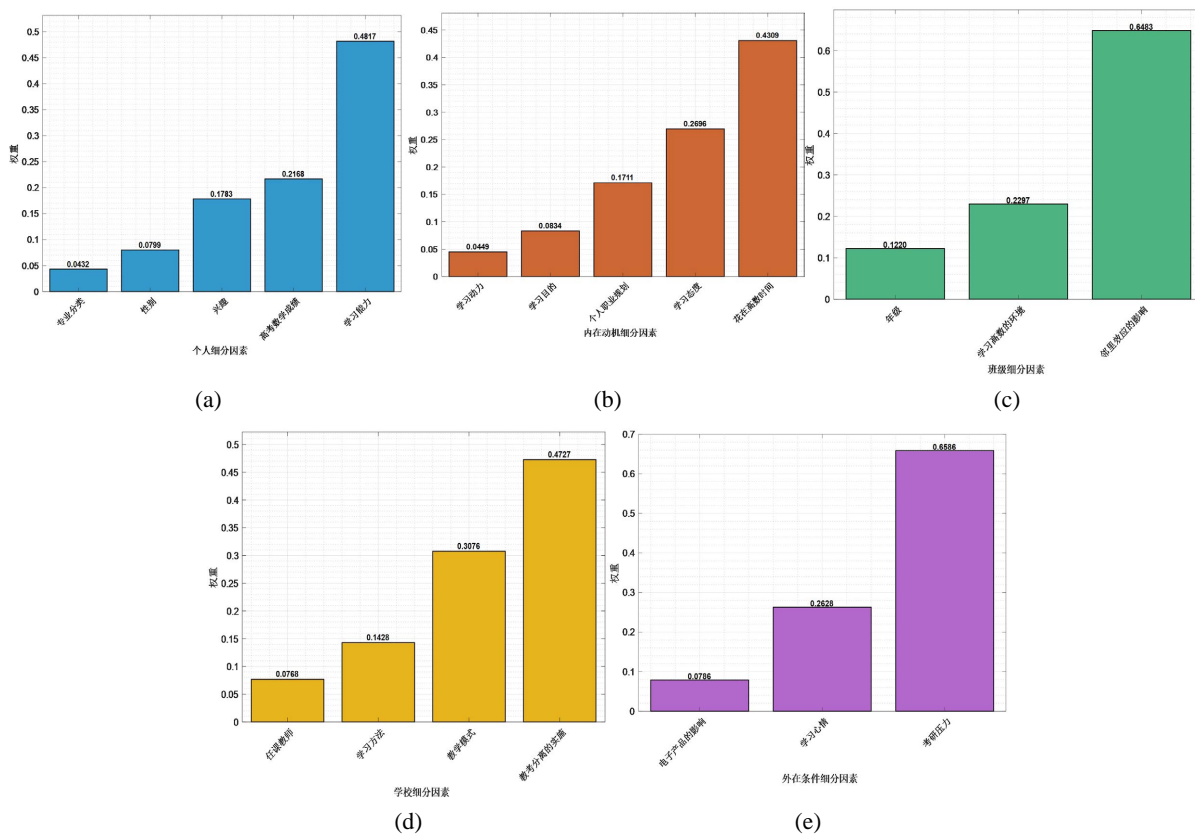 0.5
0.45
0.4
0.35
0.3
0.25
0.2
0.15
0.1
0.05
0
权重
0.0432
0.0799
0.1783
0.2168
0.4817
专业分类
性别
兴趣
高考数学成绩
学习能力
个人细分因素
(a)
0.45
0.4
0.35
0.3
0.25
0.2
0.15
0.1
0.05
0
权重
0.0449
0.0834
0.1711
0.2696
0.4309
学习动力
学习目的
个人职业规划
学习态度
花在高数时间
内在动机细分因素
(b)
0.6
0.5
0.4
0.3
0.2
0.1
0
权重
0.1220
0.2297
0.6483
年级
学习高数的环境
邻里效应的影响
班级细分因素
(c)
0.5
0.45
0.4
0.35
0.3
0.25
0.2
0.15
0.1
0.05
0
权重
0.0768
0.1428
0.3076
0.4727
任课教师
学习方法
教学模式
教考分离的实施
学校细分因素
(d)
0.7
0.6
0.5
0.4
0.3
0.2
0.1
0
权重
0.0786
0.2628
0.6586
电子产品的影响
学习心情
考研压力
外在条件细分因素
(e)